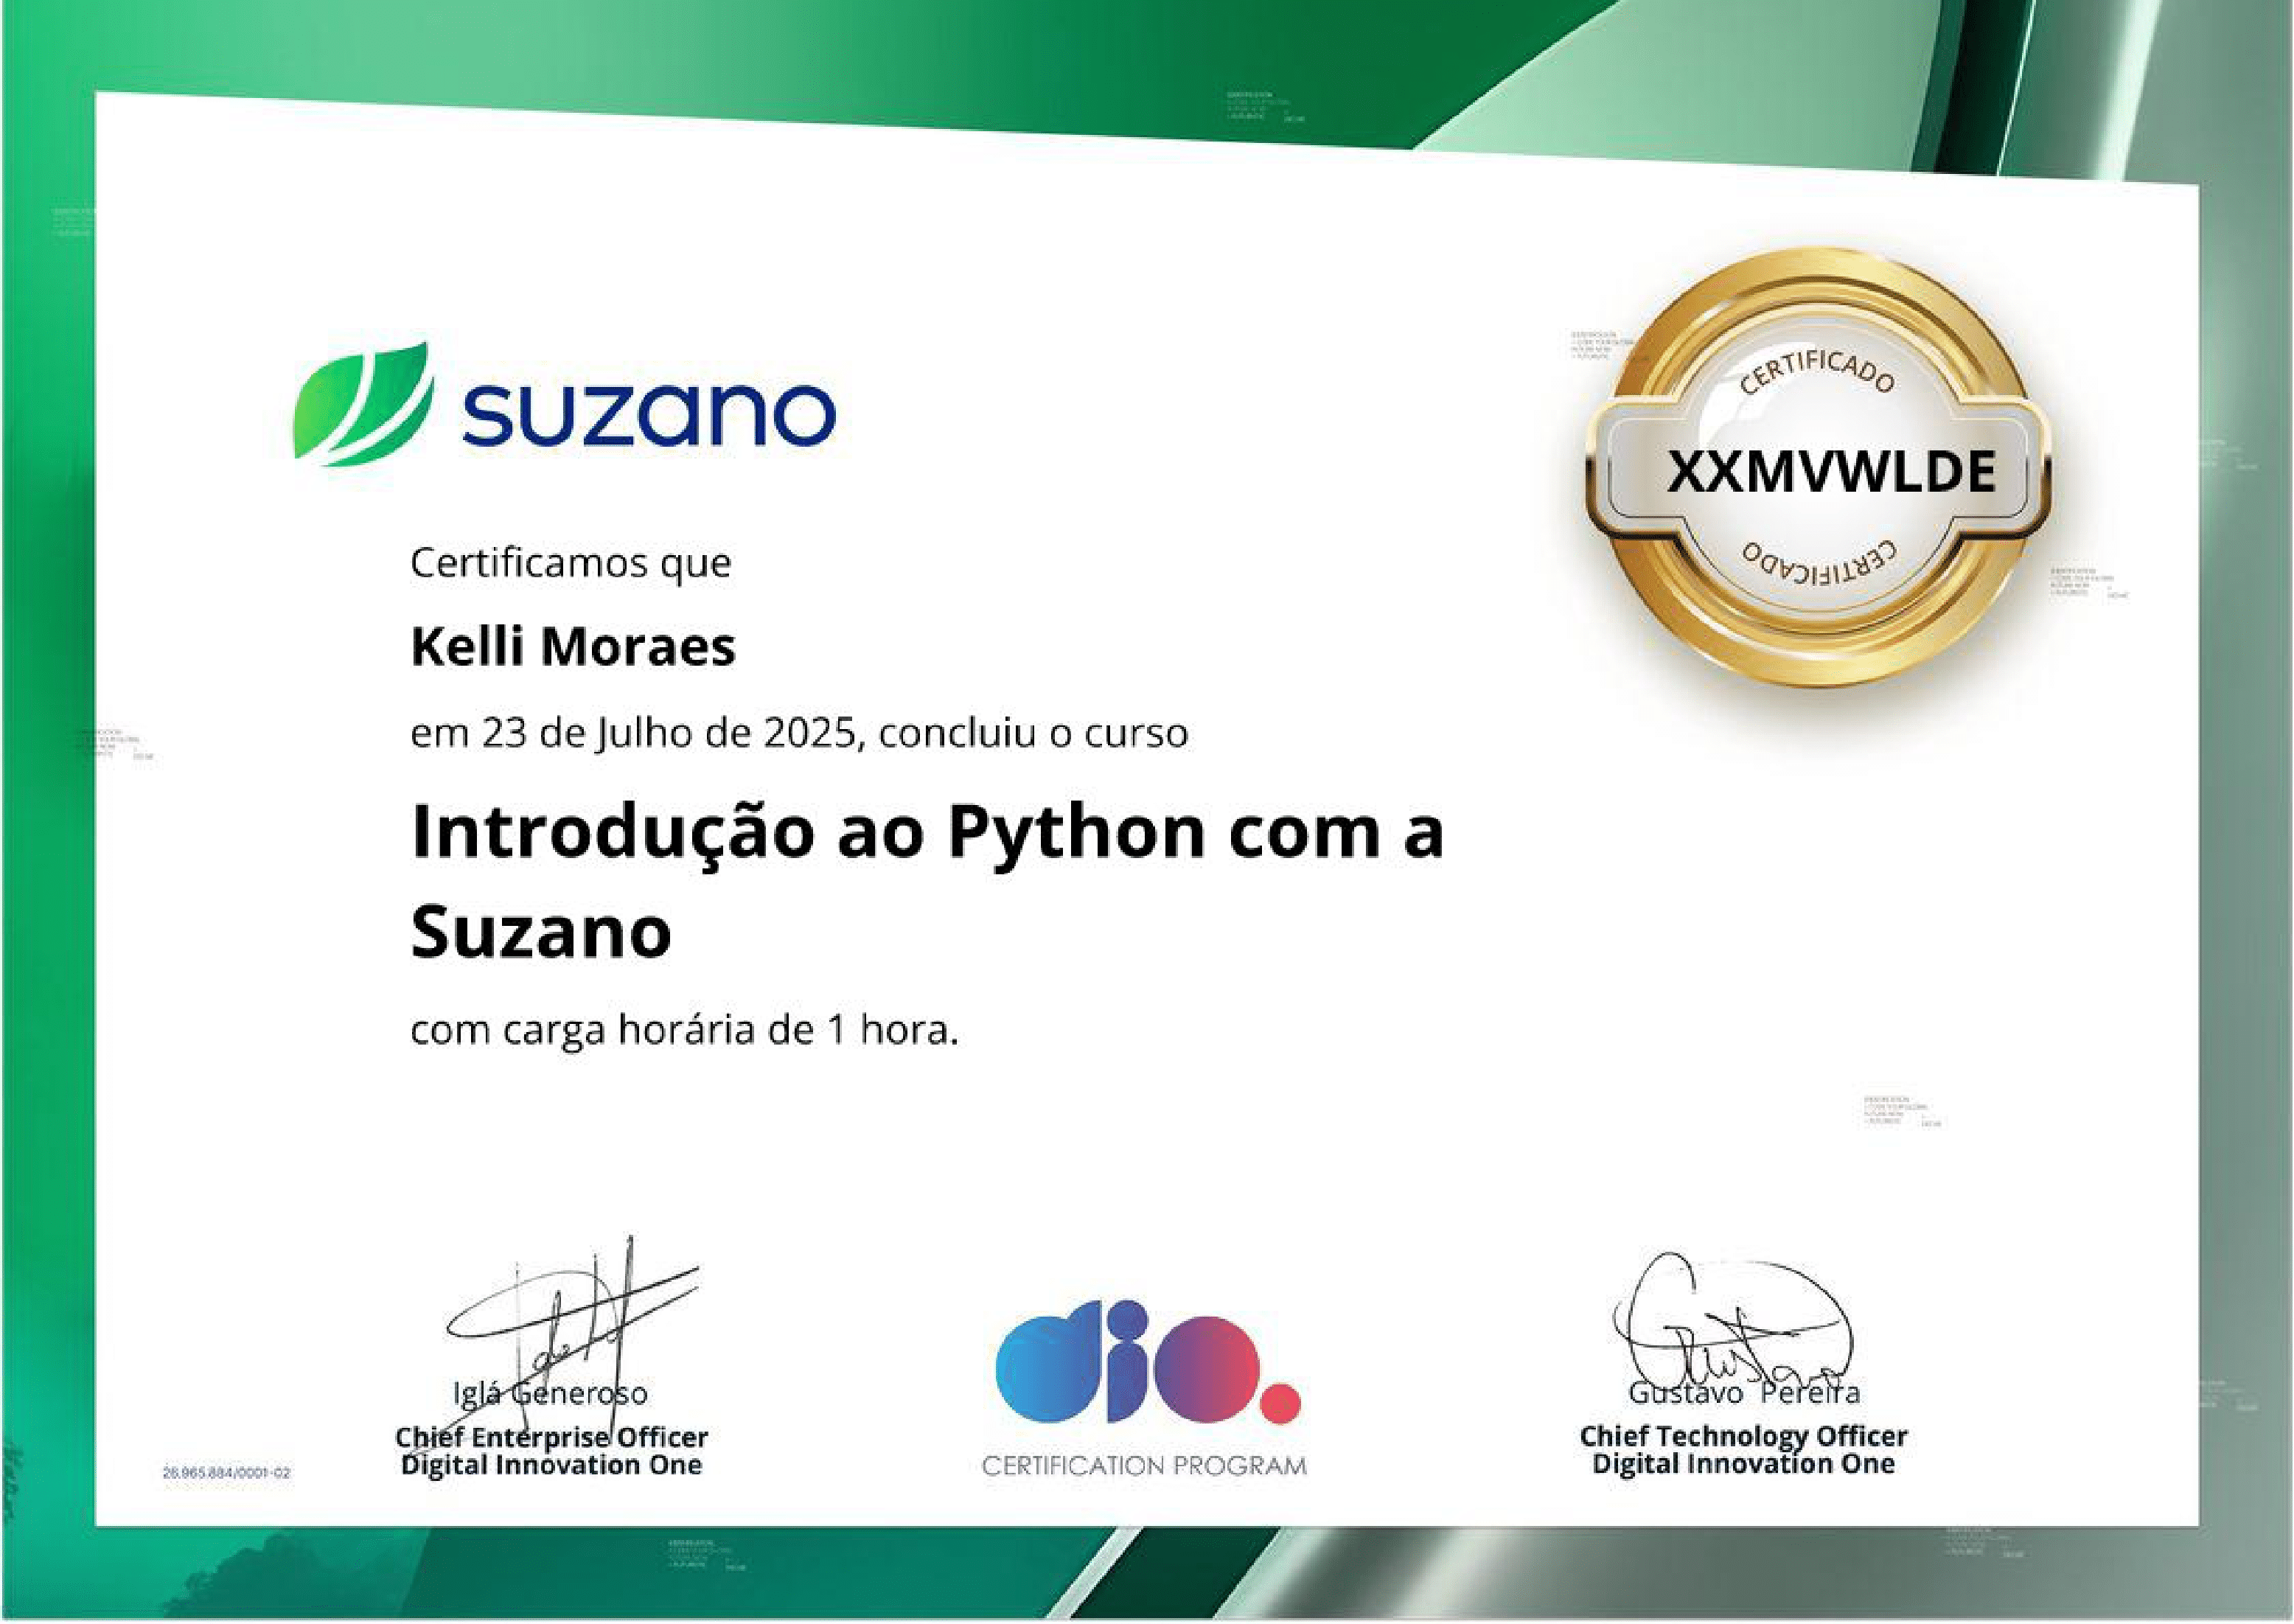 suzano
CERTIFICADO
XXMVWLDE
CERTIFICADO
Certificamos que
Kelli Moraes
em 23 de Julho de 2025, concluiu o curso
Introdução ao Python com a
Suzano
com carga horária de 1 hora.
Iglá Generoso
Chief Enterprise Officer
Digital Innovation One
26.965.884/0001-02
dio.
CERTIFICATION PROGRAM
Gustavo Pereira
Chief Technology Officer
Digital Innovation One